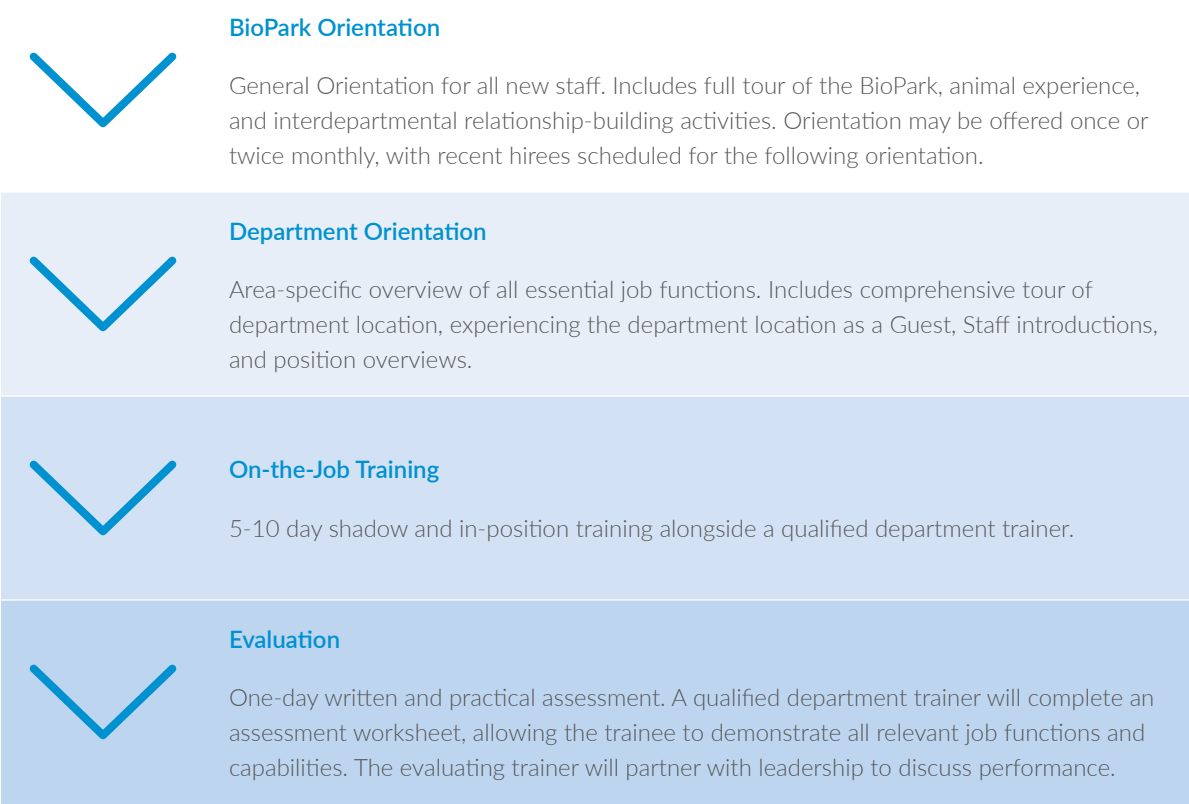 BioPark Orientation
General Orientation for all new staff. Includes full tour of the BioPark, animal experience,
and interdepartmental relationship-building activities. Orientation may be offered once or
twice monthly, with recent hirees scheduled for the following orientation.
Department Orientation
Area-specific overview of all essential job functions. Includes comprehensive tour of
department location, experiencing the department location as a Guest, Staff introductions,
and position overviews.
On-the-Job Training
5-10 day shadow and in-position training alongside a qualified department trainer.
Evaluation
One-day written and practical assessment. A qualified department trainer will complete an
assessment worksheet, allowing the trainee to demonstrate all relevant job functions and
capabilities. The evaluating trainer will partner with leadership to discuss performance.